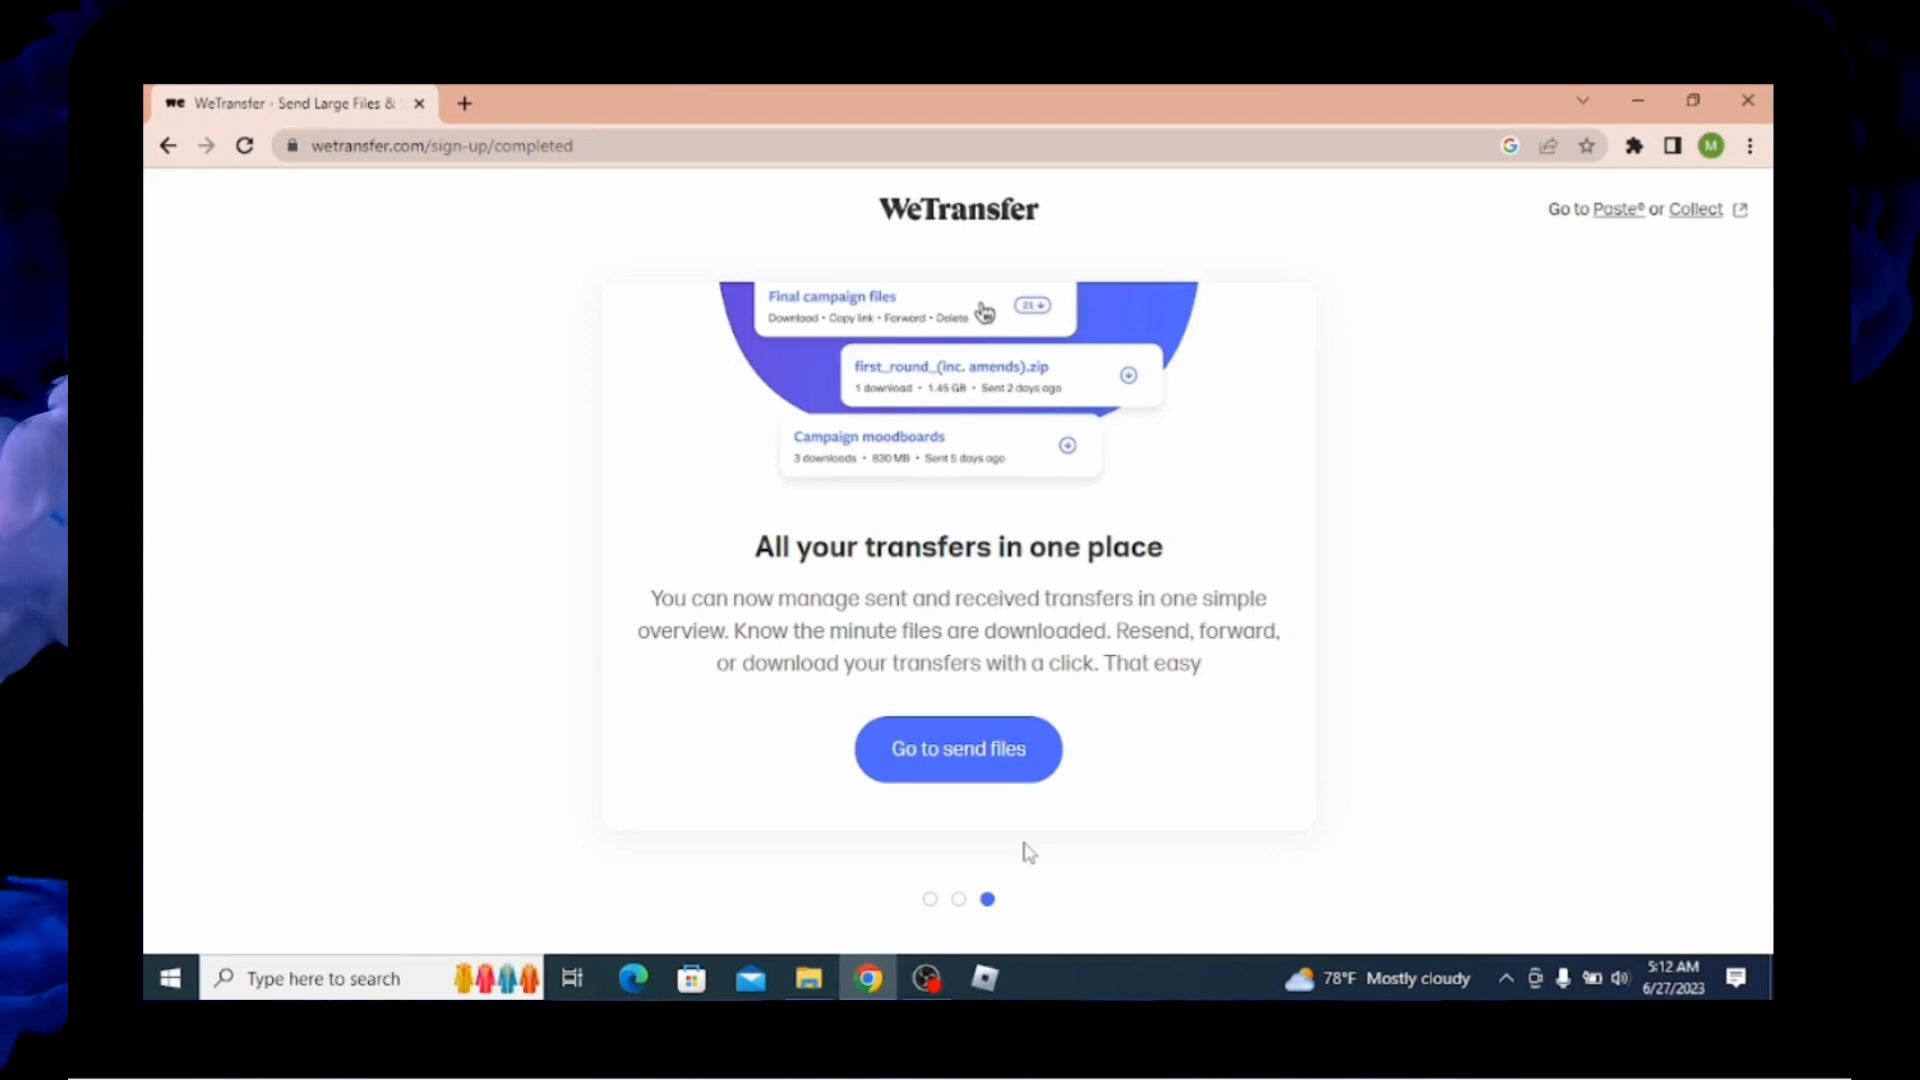 we WeTransfer - Send Large Files &
wetransfer.com/sign-up/completed
M
WeTransfer
Go to Paste® or Collect
Final campaign files
Download • Copy link • Forward • Delete
21
first_round_(inc. amends).zip
1 download • 1.45 GB • Sent 2 days ago
Campaign moodboards
3 downloads • 830 MB • Sent 5 days ago
All your transfers in one place
You can now manage sent and received transfers in one simple
overview. Know the minute files are downloaded. Resend, forward,
or download your transfers with a click. That easy
Go to send files
Type here to search
78°F Mostly cloudy
5:12 AM
6/27/2023